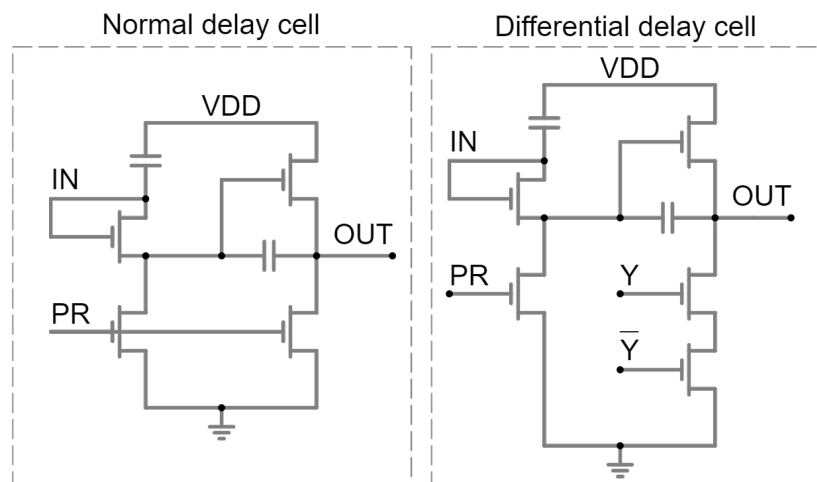 Normal delay cell
VDD
IN
OUT
PR
Differential delay cell
VDD
IN
OUT
PR
Y
Y̅